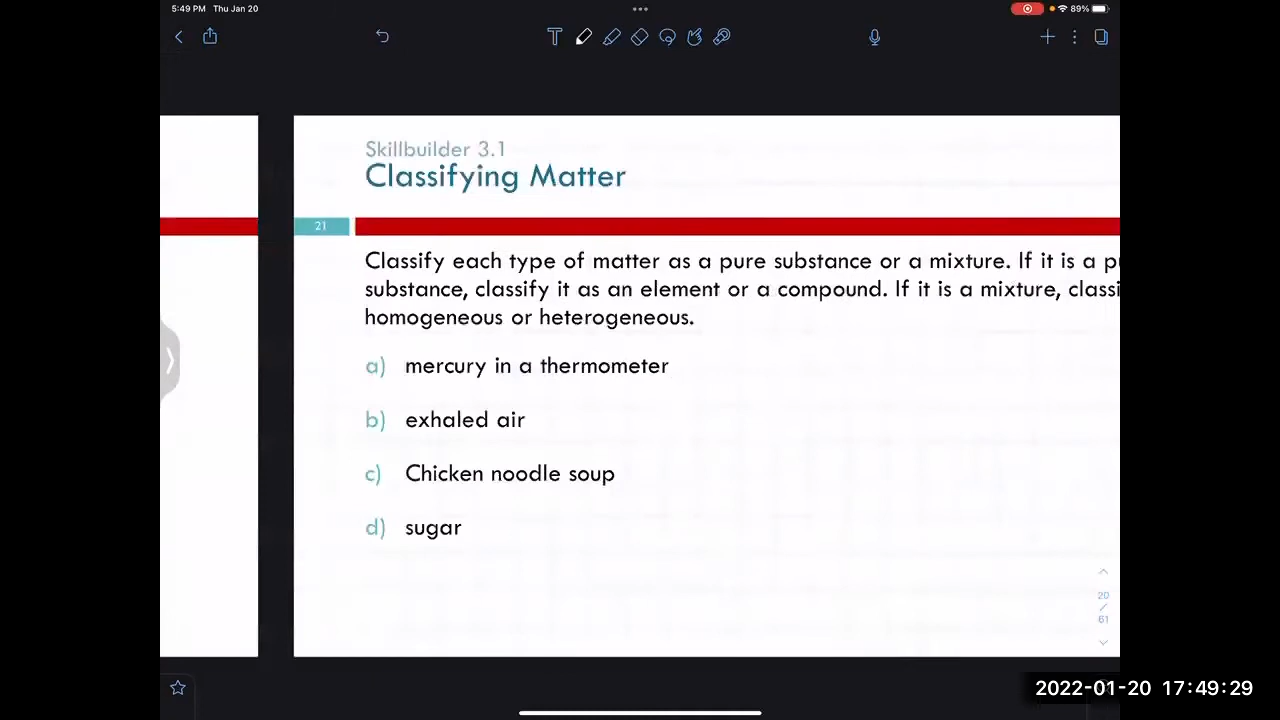 5:49 PM Thu Jan 20
89%
Skillbuilder 3.1
Classifying Matter
21
Classify each type of matter as a pure substance or a mixture. If it is a
substance, classify it as an element or a compound. If it is a mixture,
homogeneous or heterogeneous.
a) mercury in a thermometer
b) exhaled air
c) Chicken noodle soup
d) sugar
20
/
61
2022-01-20 17:49:29